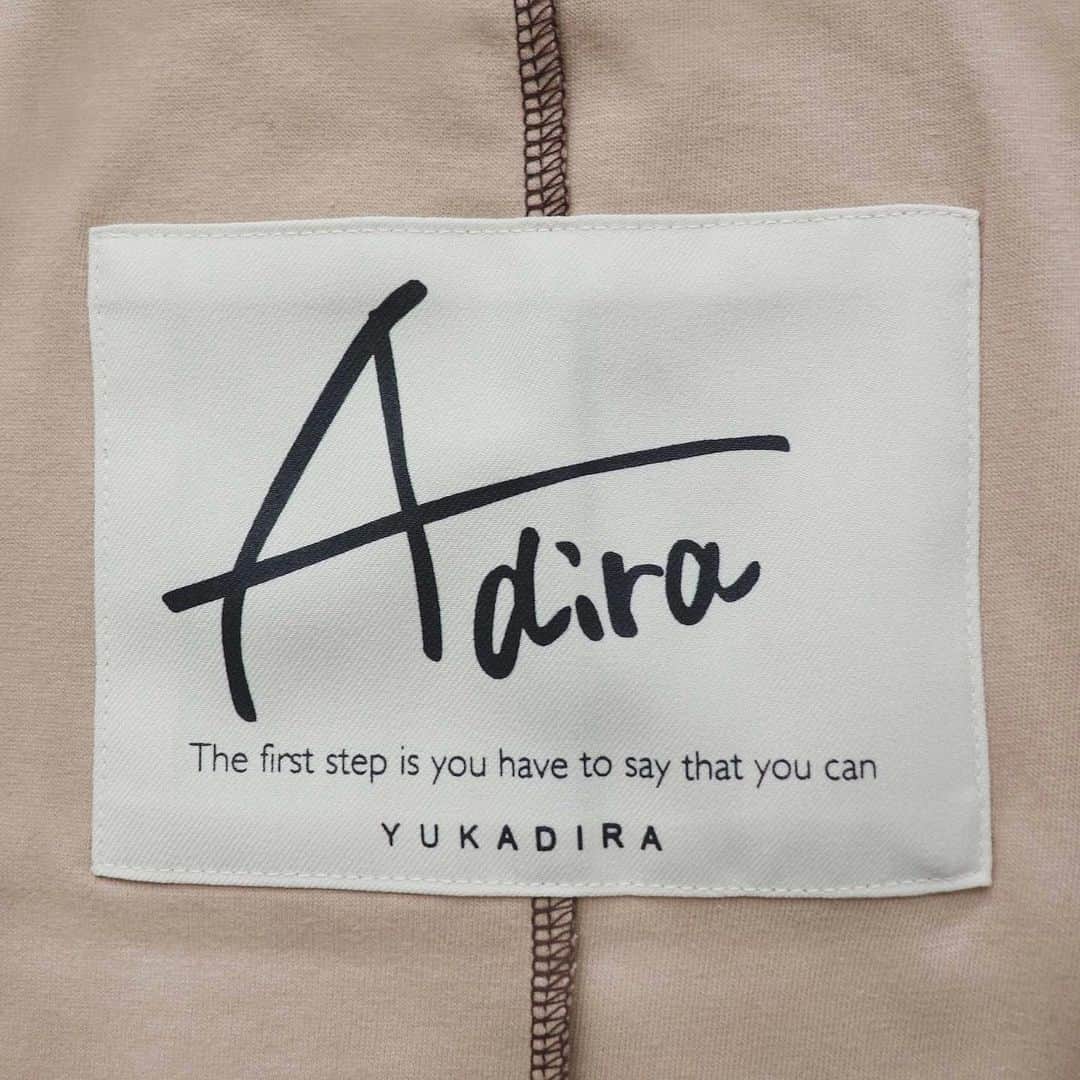 Adira
The first step is you have to say that you can
YUKADIRA